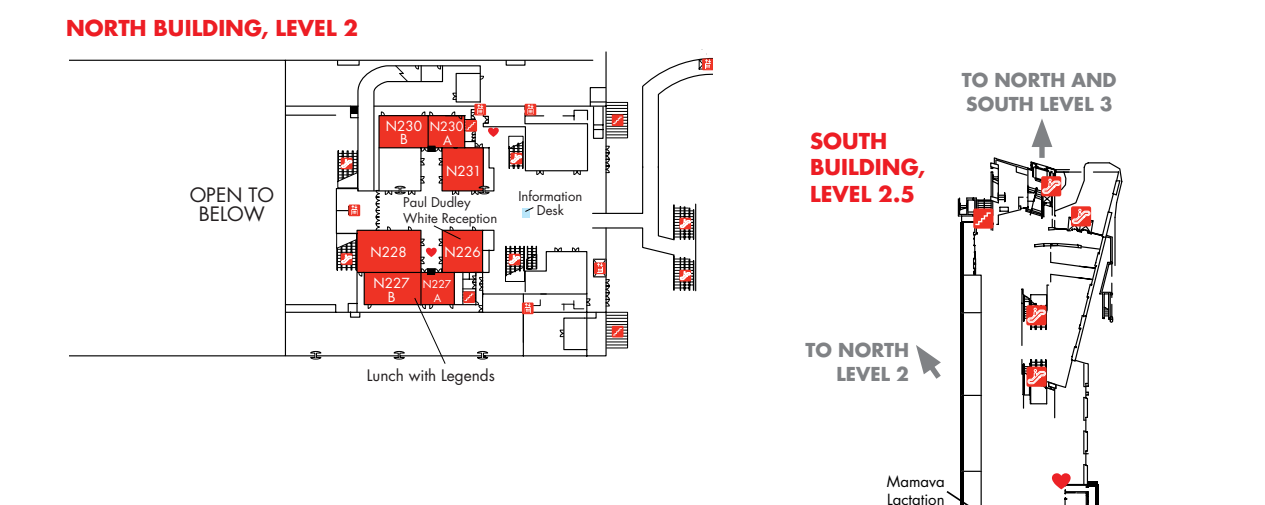 NORTH BUILDING, LEVEL 2
N230
B
N230
A
N231
OPEN TO
BELOW
Paul Dudley
White Reception
Information
Desk
N228
N226
N227
B
N227
A
Lunch with Legends
TO NORTH AND
SOUTH LEVEL 3
SOUTH
BUILDING,
LEVEL 2.5
TO NORTH
LEVEL 2
Mamava
Lactation